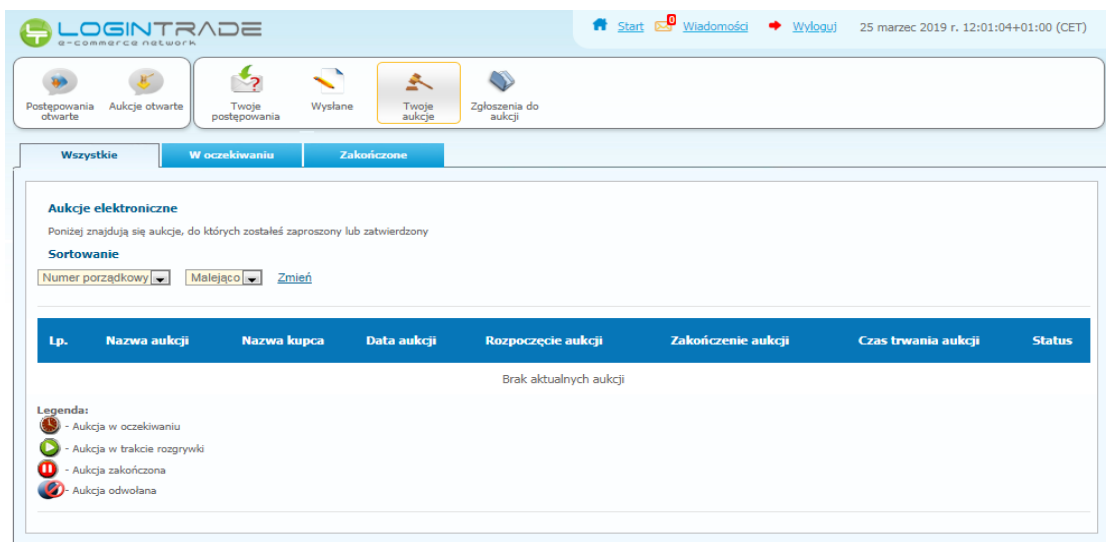 LOGINTRADE
e-commerce network
Start 0 Wiadomości Wyloguj 25 marzec 2019 r. 12:01:04+01:00 (CET)
Postępowania otwarte
Aukcje otwarte
Twoje postępowania
Wysłane
Twoje aukcje
Zgłoszenia do aukcji
Wszystkie W oczekiwaniu Zakończone
Aukcje elektroniczne
Poniżej znajdują się aukcje, do których zostałeś zaproszony lub zatwierdzony
Sortowanie
Numer porządkowy Malejąco Zmień
Lp. Nazwa aukcji Nazwa kupca Data aukcji Rozpoczęcie aukcji Zakończenie aukcji Czas trwania aukcji Status
Brak aktualnych aukcji
Legenda:
- Aukcja w oczekiwaniu
- Aukcja w trakcie rozgrywki
- Aukcja zakończona
- Aukcja odwołana